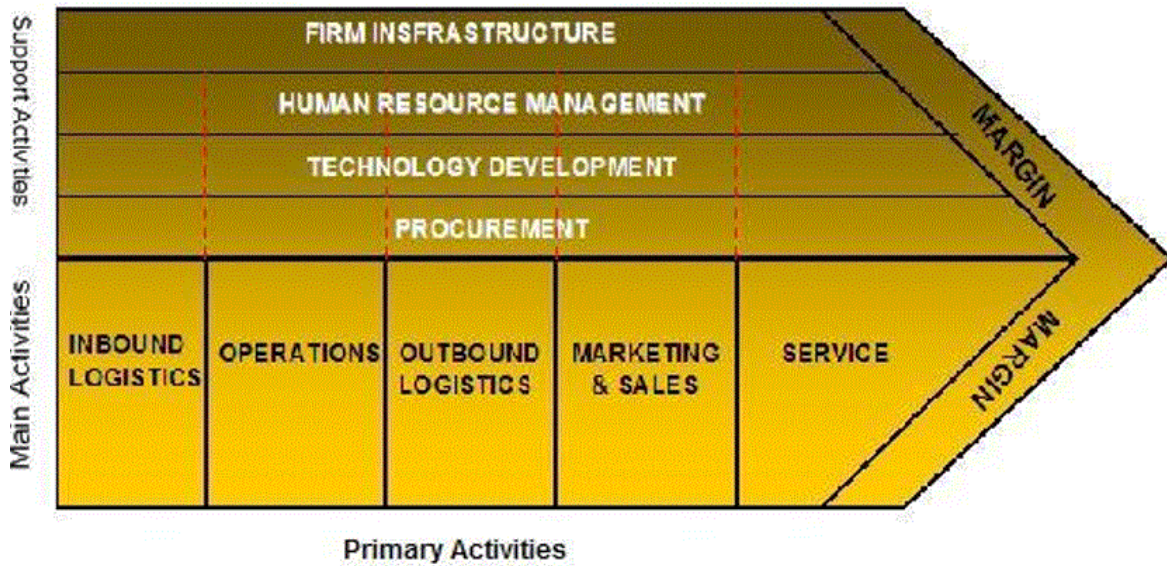 Support Activities
FIRM INSFRASTRUCTURE
HUMAN RESOURCE MANAGEMENT
TECHNOLOGY DEVELOPMENT
PROCUREMENT
MARGIN
Main Activities
INBOUND
LOGISTICS
OPERATIONS
OUTBOUND
LOGISTICS
MARKETING
& SALES
SERVICE
MARGIN
Primary Activities